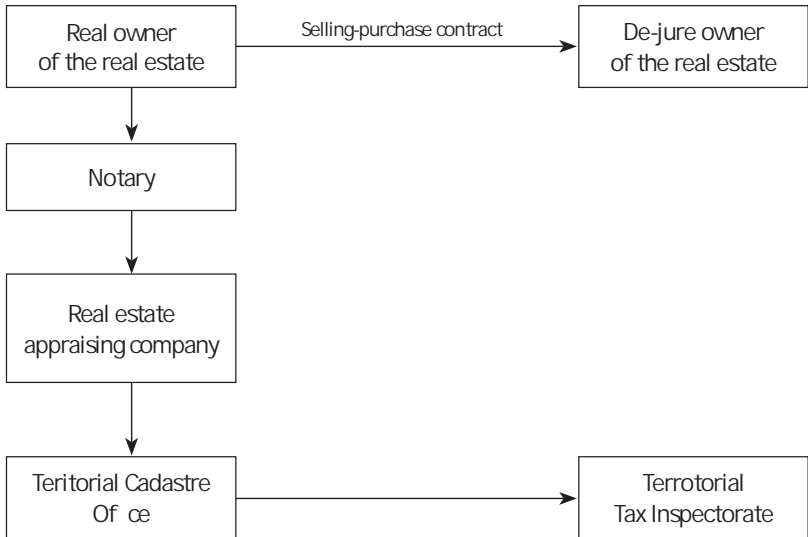 Real owner
of the real estate
Selling-purchase contract
De-jure owner
of the real estate
Notary
Real estate
appraising company
Teritorial Cadastre
Of ce
Terrotorial
Tax Inspectorate